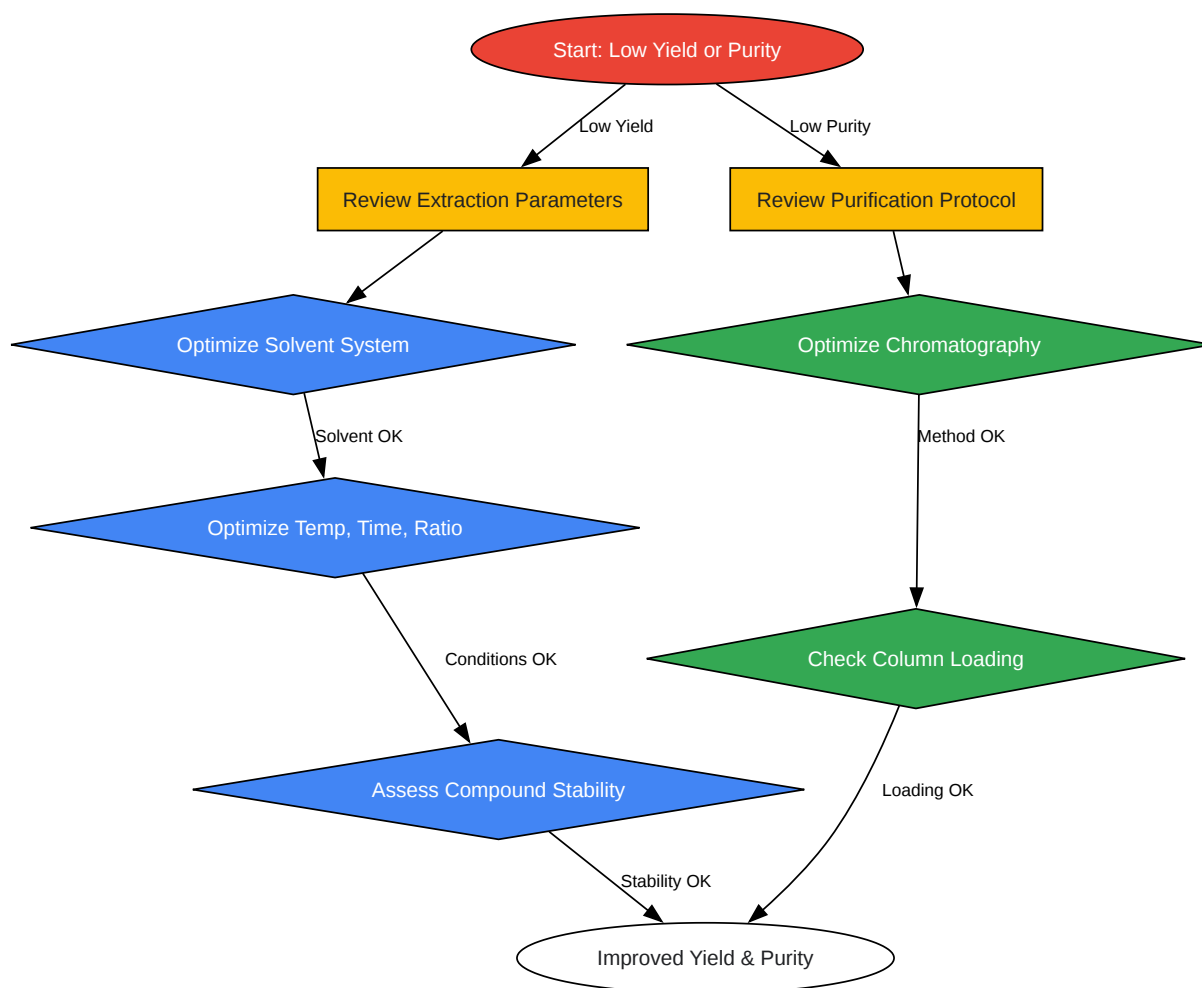 Start: Low Yield or Purity
Low Yield
Low Purity
Review Extraction Parameters
Review Purification Protocol
Optimize Solvent System
Optimize Chromatography
Solvent OK
Method OK
Optimize Temp, Time, Ratio
Conditions OK
Check Column Loading
Assess Compound Stability
Loading OK
Stability OK
Improved Yield & Purity